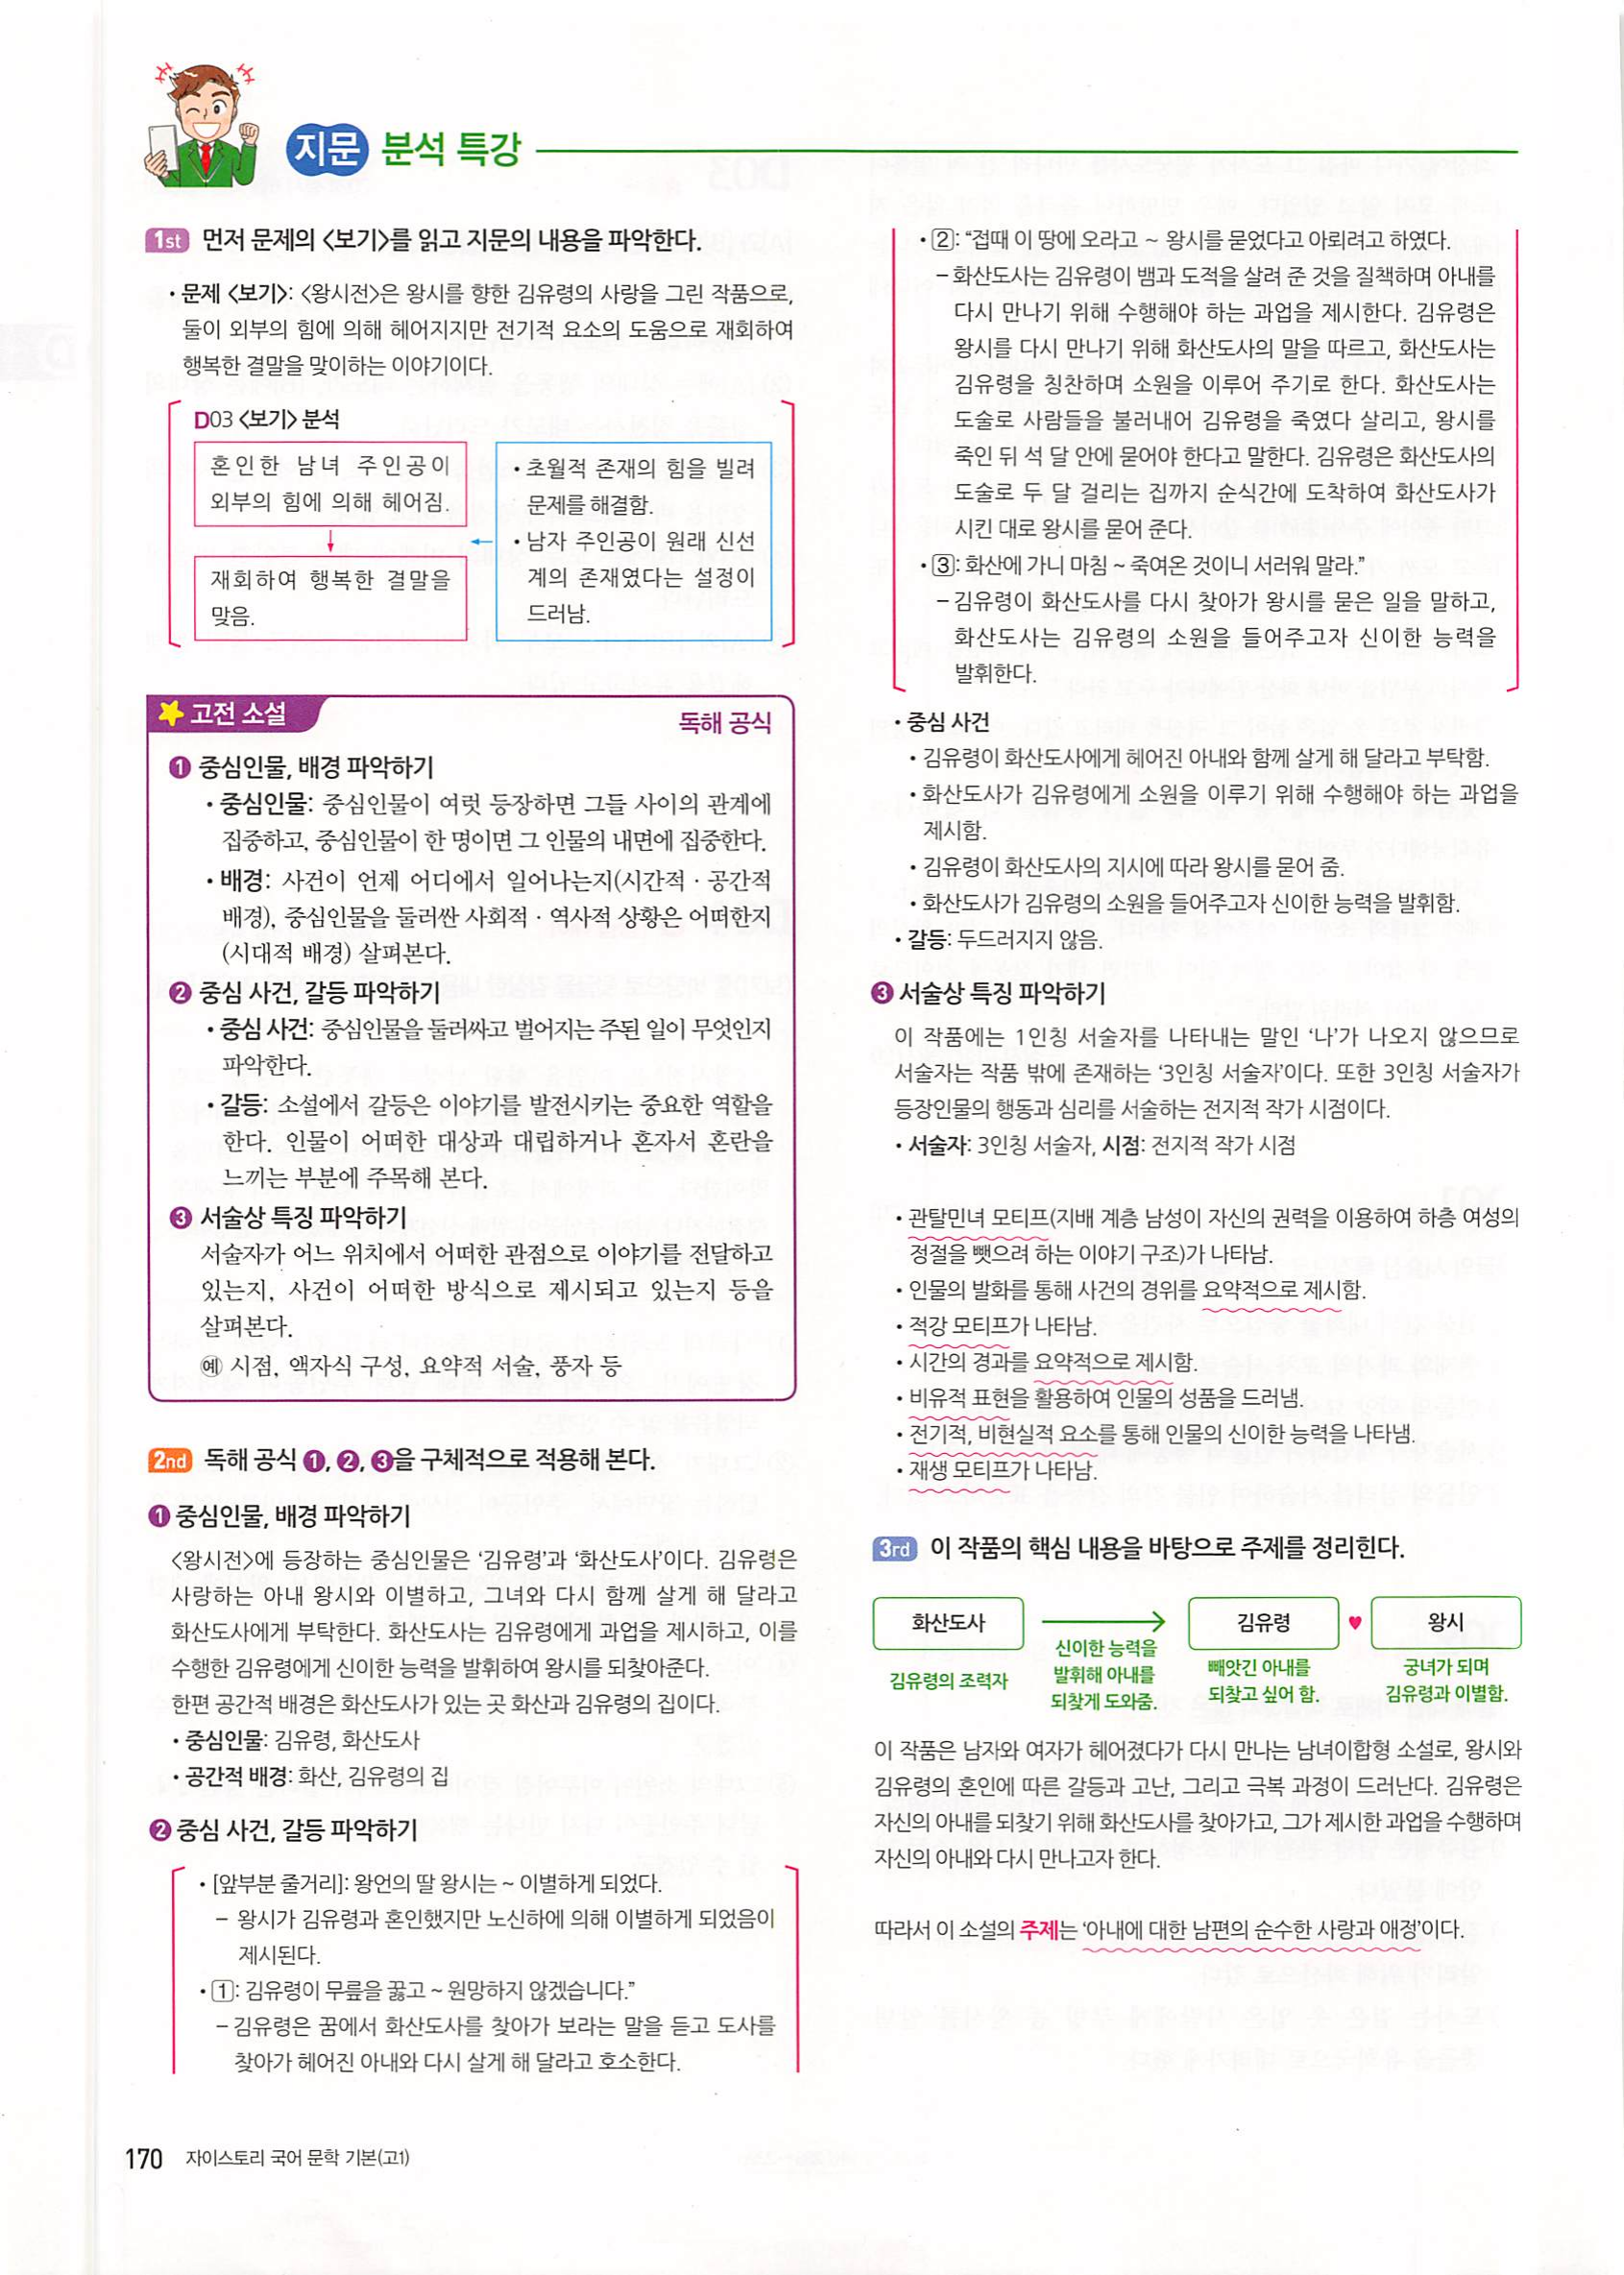 지문 분석 특강
1st 먼저 문제의 <보기>를 읽고 지문의 내용을 파악한다.
• 문제 <보기>: <왕시전>은 왕시를 향한 김유령의 사랑을 그린 작품으로,
둘이 외부의 힘에 의해 헤어지지만 전기적 요소의 도움으로 재회하여
행복한 결말을 맞이하는 이야기이다.
D03 <보기> 분석
혼인한 남녀 주인공이
외부의 힘에 의해 헤어짐.
↓
재회하여 행복한 결말을
맞음.
←
• 초월적 존재의 힘을 빌려
문제를 해결함.
• 남자 주인공이 원래 신선
계의 존재였다는 설정이
드러남.
고전 소설
독해 공식
❶ 중심인물, 배경 파악하기
• 중심인물: 중심인물이 여럿 등장하면 그들 사이의 관계에
집중하고, 중심인물이 한 명이면 그 인물의 내면에 집중한다.
• 배경: 사건이 언제 어디에서 일어나는지(시간적 · 공간적
배경), 중심인물을 둘러싼 사회적 · 역사적 상황은 어떠한지
(시대적 배경) 살펴본다.
❷ 중심 사건, 갈등 파악하기
• 중심 사건: 중심인물을 둘러싸고 벌어지는 주된 일이 무엇인지
파악한다.
• 갈등: 소설에서 갈등은 이야기를 발전시키는 중요한 역할을
한다. 인물이 어떠한 대상과 대립하거나 혼자서 혼란을
느끼는 부분에 주목해 본다.
❸ 서술상 특징 파악하기
서술자가 어느 위치에서 어떠한 관점으로 이야기를 전달하고
있는지, 사건이 어떠한 방식으로 제시되고 있는지 등을
살펴본다.
예 시점, 액자식 구성, 요약적 서술, 풍자 등
2nd 독해 공식 ❶, ❷, ❸을 구체적으로 적용해 본다.
❶ 중심인물, 배경 파악하기
<왕시전>에 등장하는 중심인물은 ‘김유령’과 ‘화산도사’이다. 김유령은
사랑하는 아내 왕시와 이별하고, 그녀와 다시 함께 살게 해 달라고
화산도사에게 부탁한다. 화산도사는 김유령에게 과업을 제시하고, 이를
수행한 김유령에게 신이한 능력을 발휘하여 왕시를 되찾아준다.
한편 공간적 배경은 화산도사가 있는 곳 화산과 김유령의 집이다.
• 중심인물: 김유령, 화산도사
• 공간적 배경: 화산, 김유령의 집
❷ 중심 사건, 갈등 파악하기
• [앞부분 줄거리]: 왕언의 딸 왕시는 ~ 이별하게 되었다.
– 왕시가 김유령과 혼인했지만 노신하에 의해 이별하게 되었음이
제시된다.
• 1: 김유령이 무릎을 꿇고 ~ 원망하지 않겠습니다.”
– 김유령은 꿈에서 화산도사를 찾아가 보라는 말을 듣고 도사를
찾아가 헤어진 아내와 다시 살게 해 달라고 호소한다.
• 2: “접때 이 땅에 오라고 ~ 왕시를 묻었다고 아뢰려고 하였다.
– 화산도사는 김유령이 뱀과 도적을 살려 준 것을 질책하며 아내를
다시 만나기 위해 수행해야 하는 과업을 제시한다. 김유령은
왕시를 다시 만나기 위해 화산도사의 말을 따르고, 화산도사는
김유령을 칭찬하며 소원을 이루어 주기로 한다. 화산도사는
도술로 사람들을 불러내어 김유령을 죽였다 살리고, 왕시를
죽인 뒤 석 달 안에 묻어야 한다고 말한다. 김유령은 화산도사의
도술로 두 달 걸리는 집까지 순식간에 도착하여 화산도사가
시킨 대로 왕시를 묻어 준다.
• 3: 화산에 가니 마침 ~ 죽여온 것이니 서러워 말라.”
– 김유령이 화산도사를 다시 찾아가 왕시를 묻은 일을 말하고,
화산도사는 김유령의 소원을 들어주고자 신이한 능력을
발휘한다.
• 중심 사건
• 김유령이 화산도사에게 헤어진 아내와 함께 살게 해 달라고 부탁함.
• 화산도사가 김유령에게 소원을 이루기 위해 수행해야 하는 과업을
제시함.
• 김유령이 화산도사의 지시에 따라 왕시를 묻어 줌.
• 화산도사가 김유령의 소원을 들어주고자 신이한 능력을 발휘함.
• 갈등: 두드러지지 않음.
❸ 서술상 특징 파악하기
이 작품에는 1인칭 서술자를 나타내는 말인 ‘나’가 나오지 않으므로
서술자는 작품 밖에 존재하는 ‘3인칭 서술자’이다. 또한 3인칭 서술자가
등장인물의 행동과 심리를 서술하는 전지적 작가 시점이다.
• 서술자: 3인칭 서술자, 시점: 전지적 작가 시점
• 관탈민녀 모티프(지배 계층 남성이 자신의 권력을 이용하여 하층 여성의
정절을 뺏으려 하는 이야기 구조)가 나타남.
• 인물의 발화를 통해 사건의 경위를 요약적으로 제시함.
• 적강 모티프가 나타남.
• 시간의 경과를 요약적으로 제시함.
• 비유적 표현을 활용하여 인물의 성품을 드러냄.
• 전기적, 비현실적 요소를 통해 인물의 신이한 능력을 나타냄.
• 재생 모티프가 나타남.
3rd 이 작품의 핵심 내용을 바탕으로 주제를 정리한다.
화산도사
김유령의 조력자
신이한 능력을
발휘해 아내를
되찾게 도와줌.
김유령 ♥ 왕시
빼앗긴 아내를
되찾고 싶어 함.
궁녀가 되며
김유령과 이별함.
이 작품은 남자와 여자가 헤어졌다가 다시 만나는 남녀이합형 소설로, 왕시와
김유령의 혼인에 따른 갈등과 고난, 그리고 극복 과정이 드러난다. 김유령은
자신의 아내를 되찾기 위해 화산도사를 찾아가고, 그가 제시한 과업을 수행하며
자신의 아내와 다시 만나고자 한다.
따라서 이 소설의 주제는 ‘아내에 대한 남편의 순수한 사랑과 애정’이다.
170 자이스토리 국어 문학 기본(고1)